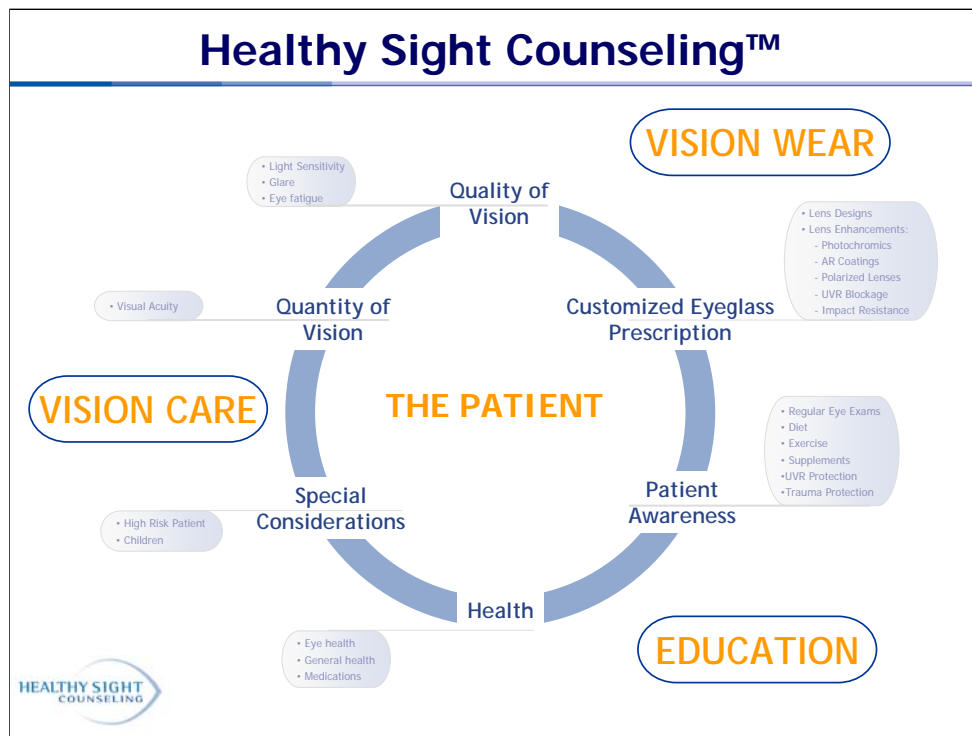 Healthy Sight Counseling™
VISION WEAR
• Light Sensitivity
• Glare
• Eye fatigue
Quality of
Vision
• Lens Designs
• Lens Enhancements:
- Photochromics
- AR Coatings
- Polarized Lenses
- UVR Blockage
- Impact Resistance
• Visual Acuity
Quantity of
Vision
Customized Eyeglass
Prescription
VISION CARE
THE PATIENT
• Regular Eye Exams
• Diet
• Exercise
• Supplements
•UVR Protection
•Trauma Protection
Special
Considerations
Patient
Awareness
• High Risk Patient
• Children
Health
• Eye health
• General health
• Medications
EDUCATION
HEALTHY SIGHT
COUNSELING